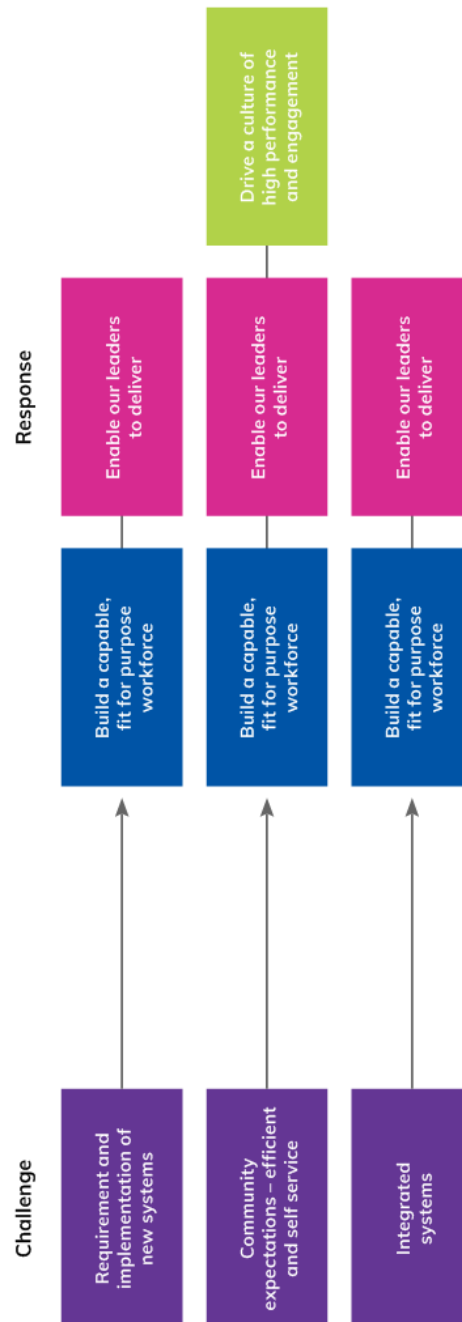 Challenge
Response
Requirement and
implementation of
new systems
Build a capable,
fit for purpose
workforce
Enable our leaders
to deliver
Community
expectations – efficient
and self service
Build a capable,
fit for purpose
workforce
Enable our leaders
to deliver
Drive a culture of
high performance
and engagement
Integrated
systems
Build a capable,
fit for purpose
workforce
Enable our leaders
to deliver